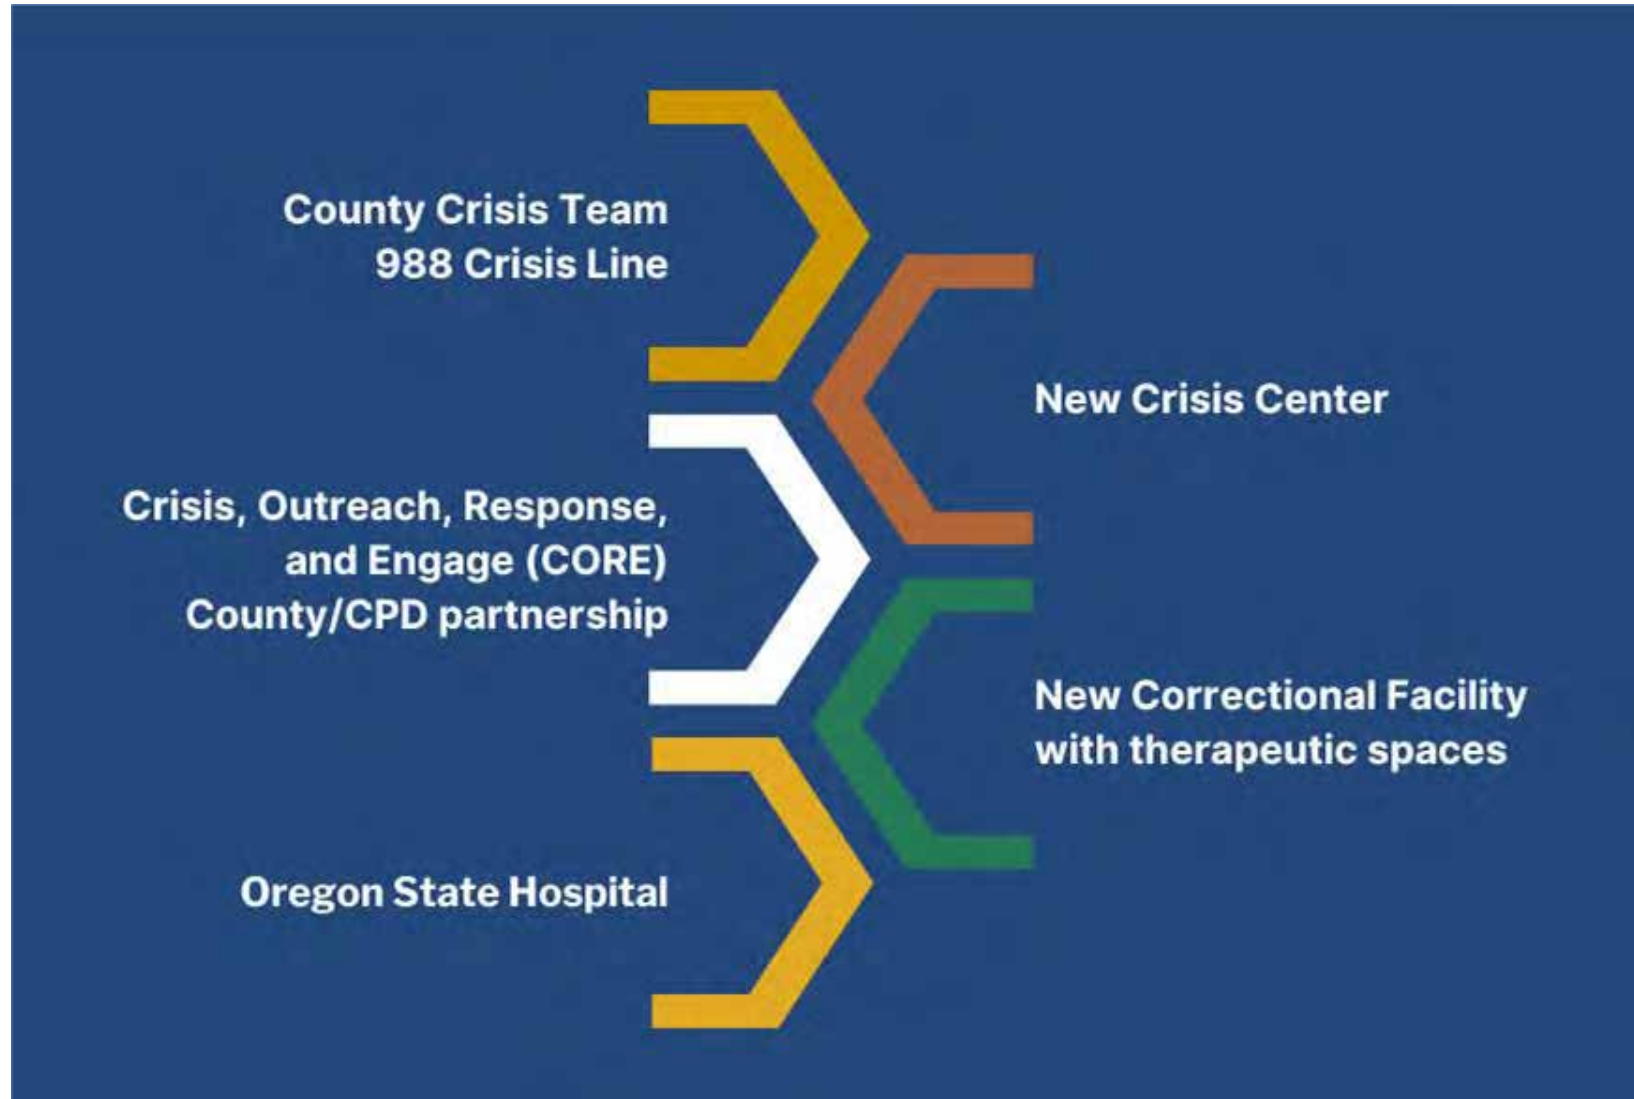 County Crisis Team
988 Crisis Line
New Crisis Center
Crisis, Outreach, Response,
and Engage (CORE)
County/CPD partnership
New Correctional Facility
with therapeutic spaces
Oregon State Hospital